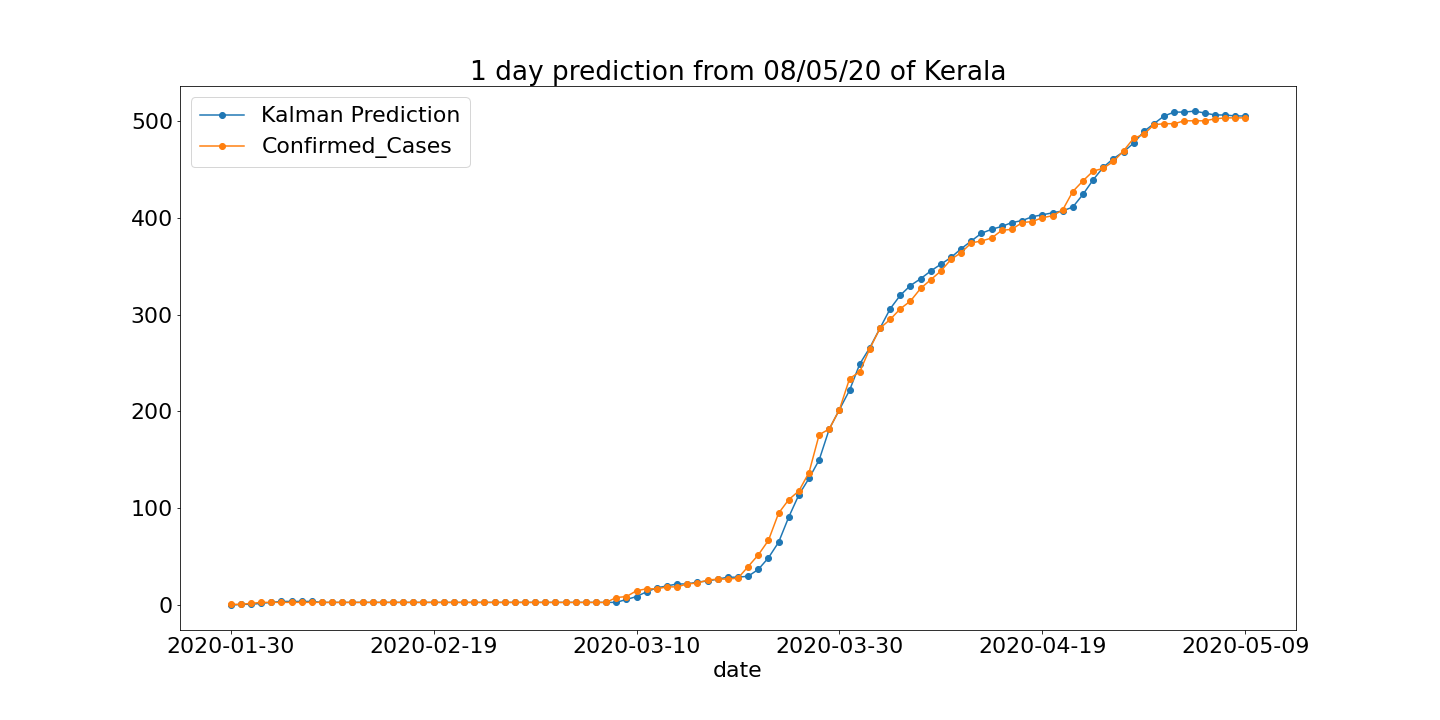 1 day prediction from 08/05/20 of Kerala
Kalman Prediction
Confirmed_Cases
500
400
300
200
100
0
2020-01-30 2020-02-19 2020-03-10 2020-03-30 2020-04-19 2020-05-09
date